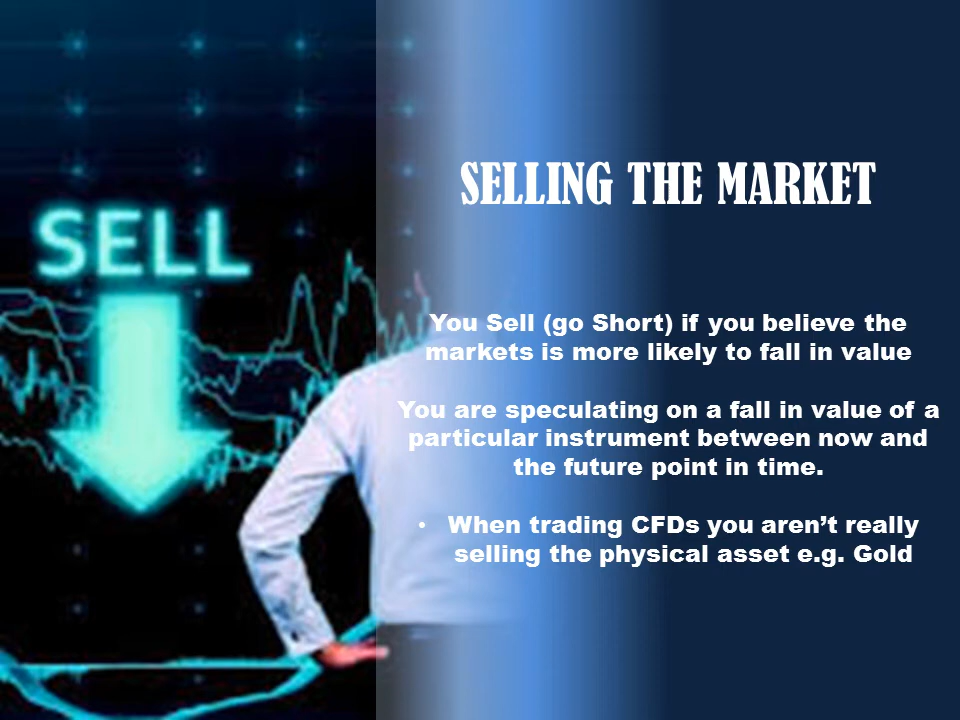 SELL
SELLING THE MARKET
You Sell (go Short) if you believe the
markets is more likely to fall in value
You are speculating on a fall in value of a
particular instrument between now and
the future point in time.
• When trading CFDs you aren’t really
selling the physical asset e.g. Gold